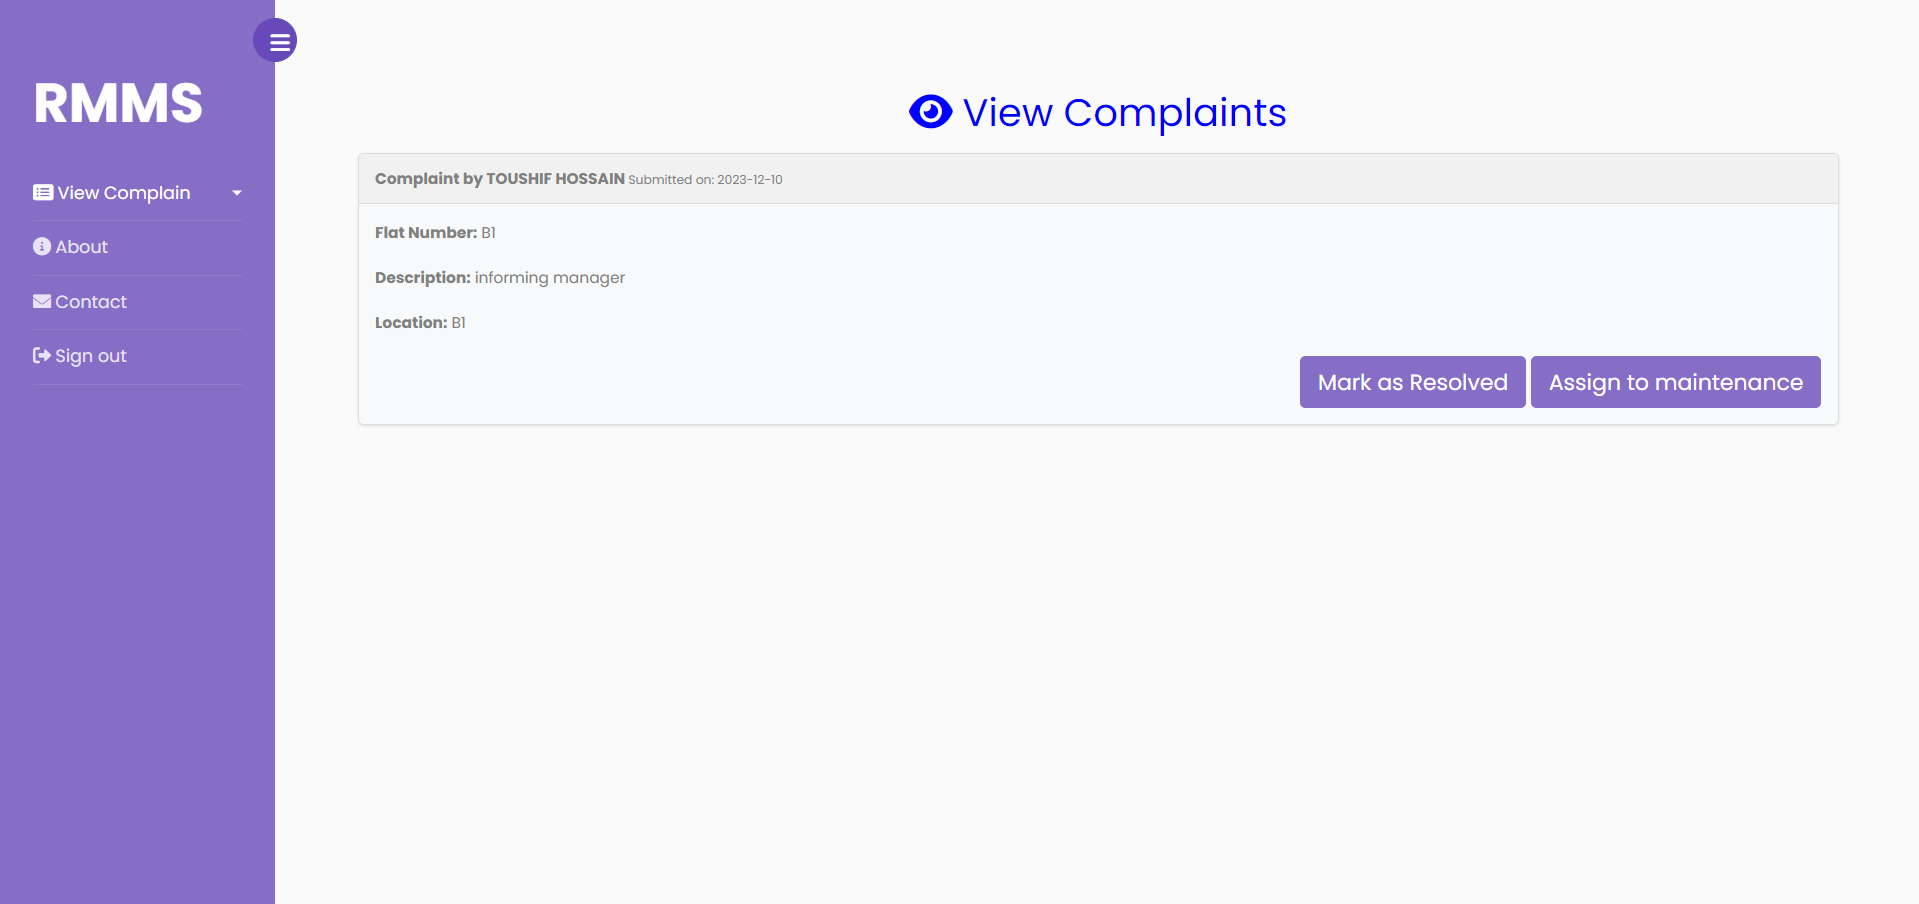 RMMS
View Complain
About
Contact
Sign out
View Complaints
Complaint by TOUSHIF HOSSAIN Submitted on: 2023-12-10
Flat Number: B1
Description: informing manager
Location: B1
Mark as Resolved
Assign to maintenance